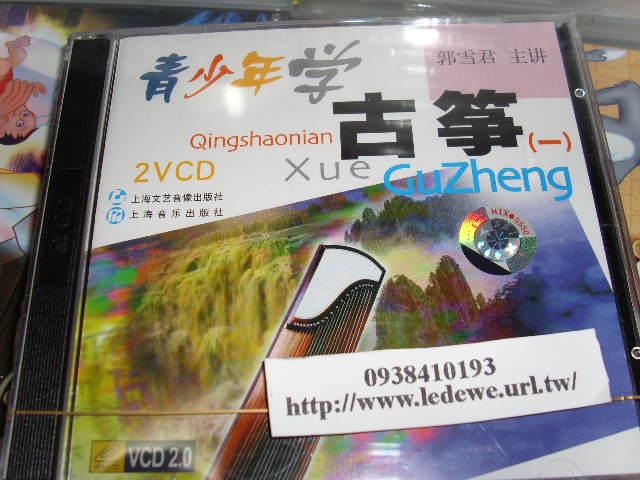 郭雪君 主讲
青少年学
Qingshaonian
古筝(一)
2VCD
Xue
GuZheng
上海文艺音像出版社
上海音乐出版社
0938410193
http://www.ledewe.url.tw/
VCD 2.0